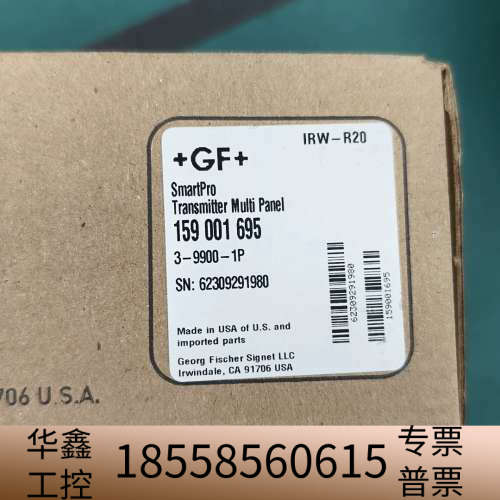 IRW-R20
+GF+
SmartPro
Transmitter Multi Panel
159 001 695
3-9900-1P
SN: 62309291980
62309291980
159001695
Made in USA of U.S. and
imported parts
Georg Fischer Signet LLC
Irwindale, CA 91706 USA
706 U.S.A.
华鑫
工控
18558560615
专票
普票